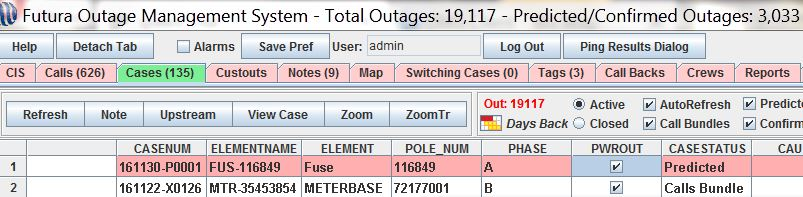 Futura Outage Management System - Total Outages: 19,117 - Predicted/Confirmed Outages: 3,033
Help Detach Tab Alarms Save Pref User: admin Log Out Ping Results Dialog
CIS Calls (626) Cases (135) Custouts Notes (9) Map Switching Cases (0) Tags (3) Call Backs Crews Reports
Refresh Note Upstream View Case Zoom ZoomTr
Out: 19117 Active AutoRefresh Predicte
Days Back Closed Call Bundles Confirm
CASENUM ELEMENTNAME ELEMENT POLE_NUM PHASE PWROUT CASESTATUS CAU
1 161130-P0001 FUS-116849 Fuse 116849 A Predicted
2 161122-X0126 MTR-35453854 METERBASE 72177001 B Calls Bundle